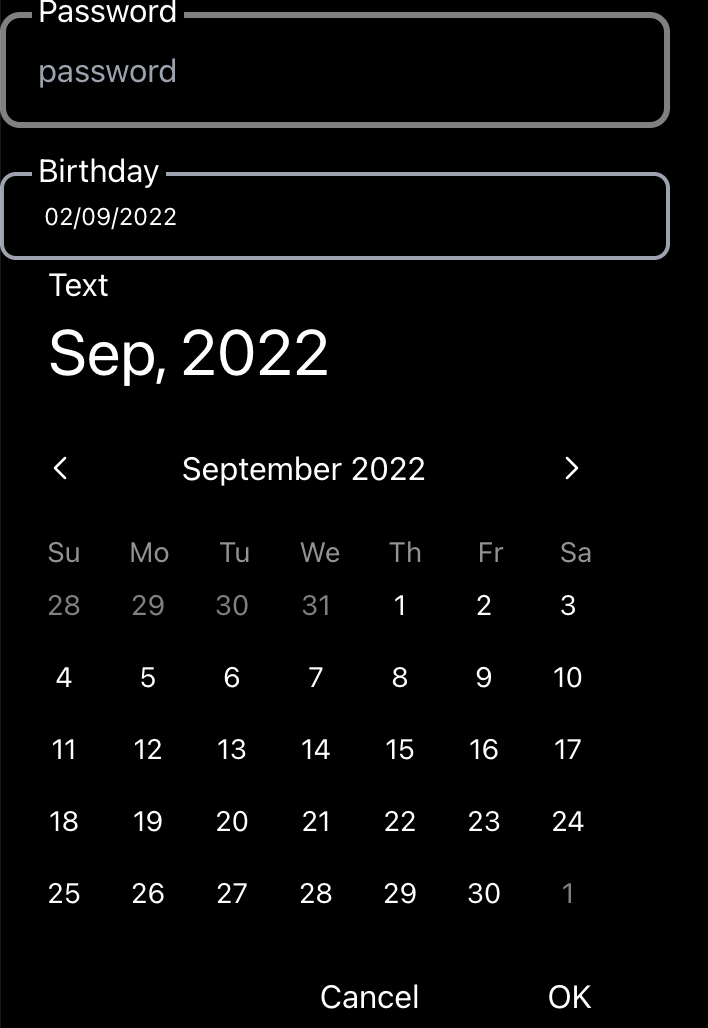 Password
password
Birthday
02/09/2022
Text
Sep, 2022
September 2022
Su Mo Tu We Th Fr Sa
28 29 30 31 1 2 3
4 5 6 7 8 9 10
11 12 13 14 15 16 17
18 19 20 21 22 23 24
25 26 27 28 29 30 1
Cancel OK